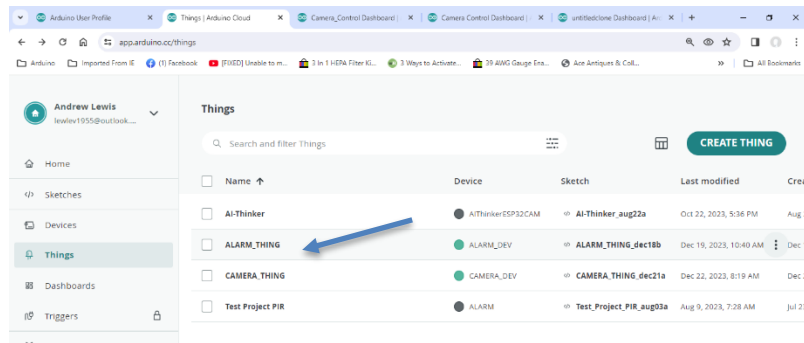 Arduino User Profile
Things | Arduino Cloud
Camera_Control Dashboard |
Camera Control Dashboard |
untitledclone Dashboard | Ar
app.arduino.cc/things
Arduino
Imported From IE
(1) Facebook
[FIXED] Unable to m...
3 In 1 HEPA Filter Ki...
3 Ways to Activate...
39 AWG Gauge Ena...
Ace Antiques & Coll...
»
All Bookmarks
Andrew Lewis
lewlev1955@outlook....
Things
Search and filter Things
CREATE THING
Home
Sketches
Devices
Things
Dashboards
Triggers
Name ↑ Device Sketch Last modified Crea
AI-Thinker AIThinkerESP32CAM </> AI-Thinker_aug22a Oct 22, 2023, 5:36 PM Aug
ALARM_THING ALARM_DEV </> ALARM_THING_dec18b Dec 19, 2023, 10:40 AM Dec
CAMERA_THING CAMERA_DEV </> CAMERA_THING_dec21a Dec 22, 2023, 8:19 AM Dec
Test Project PIR ALARM </> Test_Project_PIR_aug03a Aug 9, 2023, 7:28 AM Jul 2